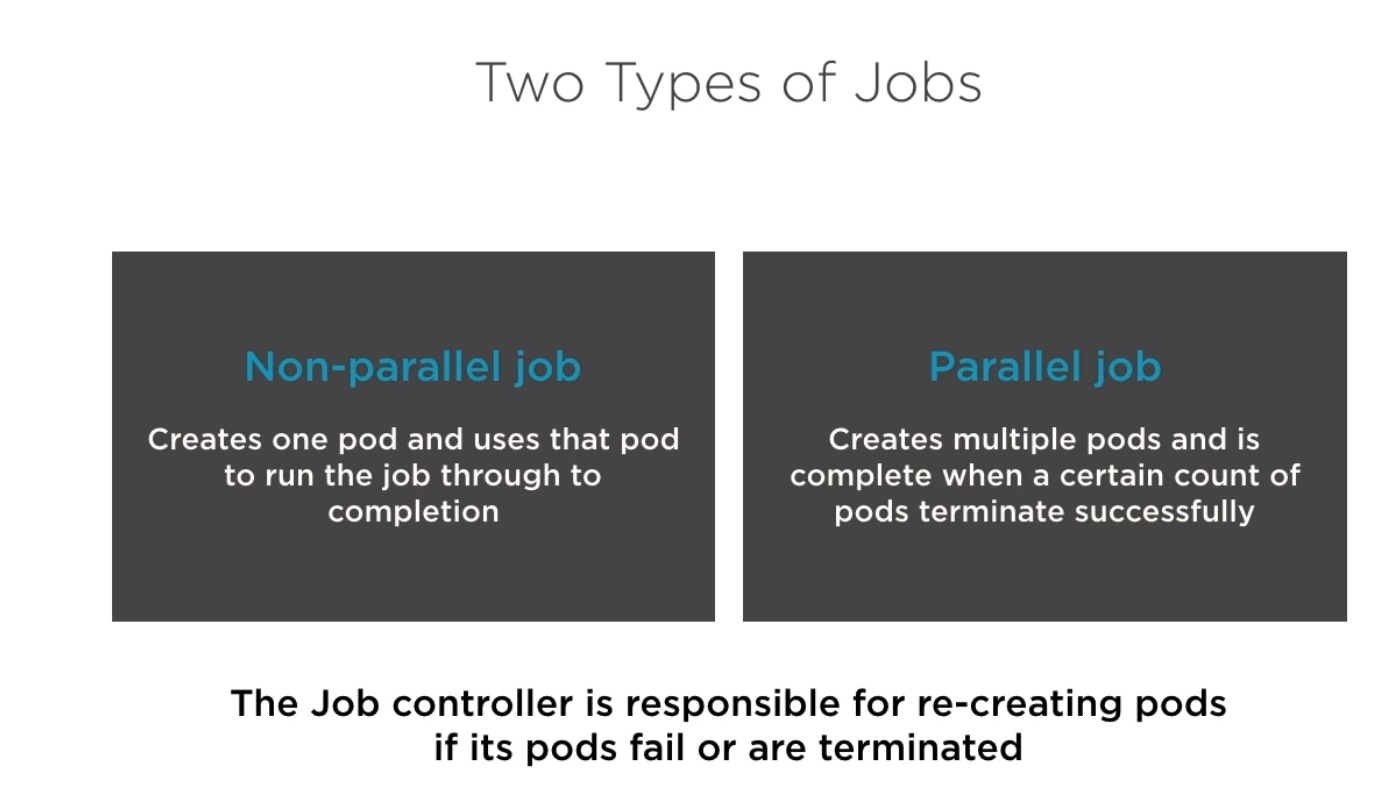 Two Types of Jobs
Non-parallel job
Creates one pod and uses that pod
to run the job through to
completion
Parallel job
Creates multiple pods and is
complete when a certain count of
pods terminate successfully
The Job controller is responsible for re-creating pods
if its pods fail or are terminated